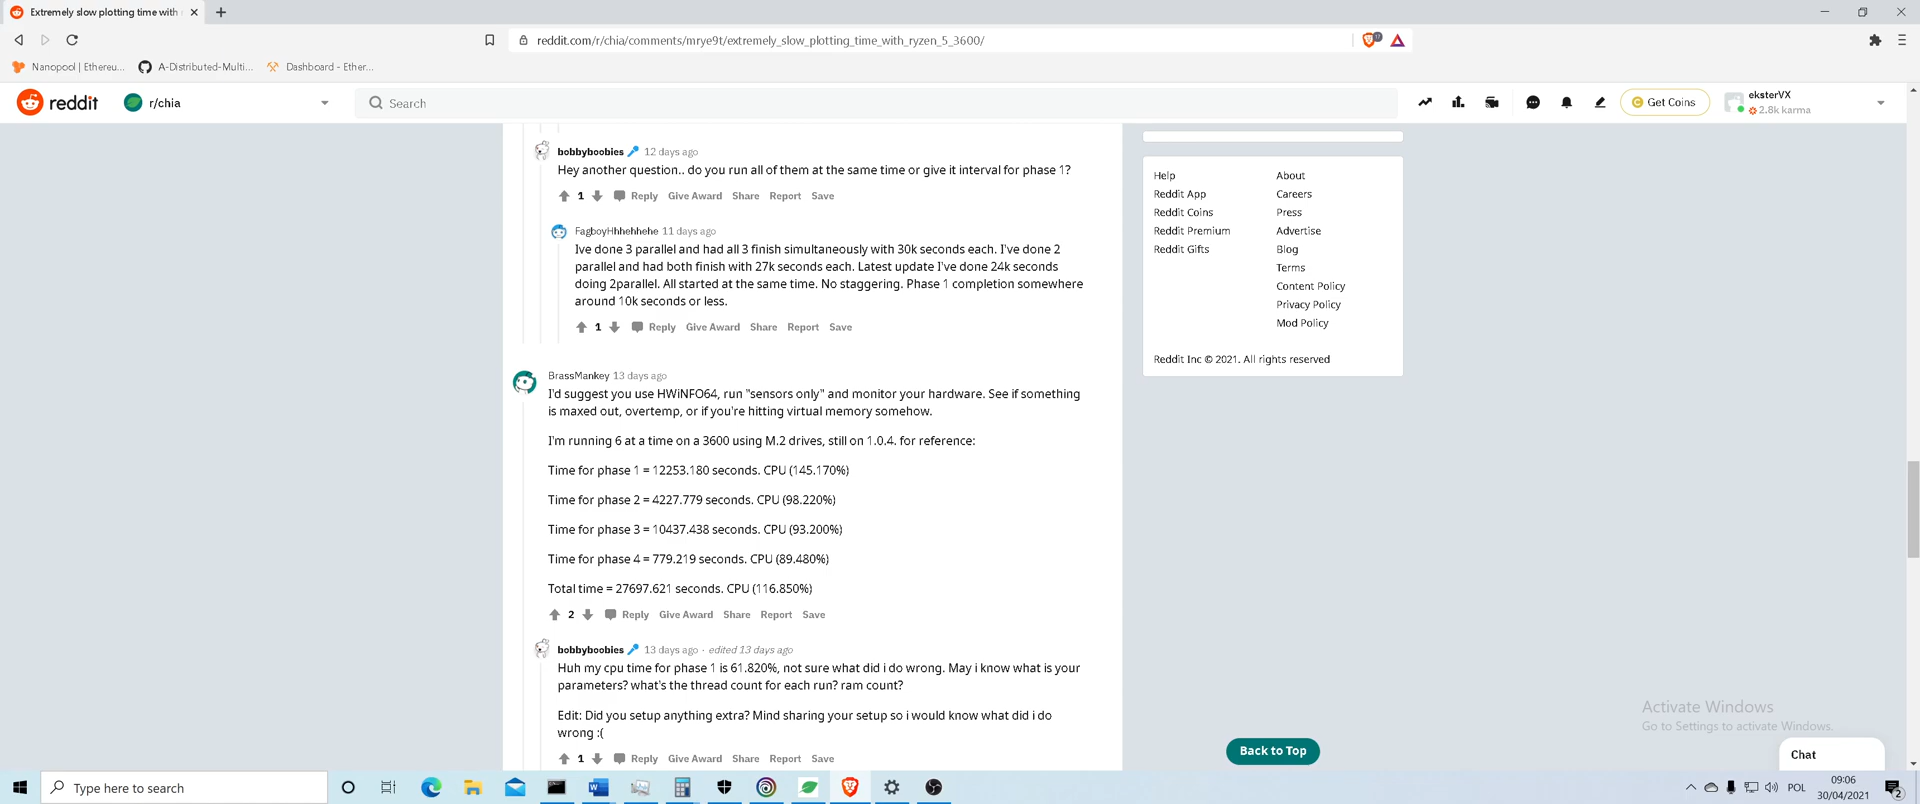 Extremely slow plotting time with
reddit.com/r/chia/comments/mrye9t/extremely_slow_plotting_time_with_ryzen_5_3600/
17
Nanopool | Ethereu... A-Distributed-Multi... Dashboard - Ether...
reddit r/chia Search Get Coins eksterVX
2.8k karma
bobbyboobies 12 days ago
Hey another question.. do you run all of them at the same time or give it interval for phase 1?
1 Reply Give Award Share Report Save
FagboyHhhehhehe 11 days ago
Ive done 3 parallel and had all 3 finish simultaneously with 30k seconds each. I've done 2
parallel and had both finish with 27k seconds each. Latest update I've done 24k seconds
doing 2parallel. All started at the same time. No staggering. Phase 1 completion somewhere
around 10k seconds or less.
1 Reply Give Award Share Report Save
BrassMankey 13 days ago
I'd suggest you use HWiNFO64, run "sensors only" and monitor your hardware. See if something
is maxed out, overtemp, or if you're hitting virtual memory somehow.
I'm running 6 at a time on a 3600 using M.2 drives, still on 1.0.4. for reference:
Time for phase 1 = 12253.180 seconds. CPU (145.170%)
Time for phase 2 = 4227.779 seconds. CPU (98.220%)
Time for phase 3 = 10437.438 seconds. CPU (93.200%)
Time for phase 4 = 779.219 seconds. CPU (89.480%)
Total time = 27697.621 seconds. CPU (116.850%)
2 Reply Give Award Share Report Save
bobbyboobies 13 days ago · edited 13 days ago
Huh my cpu time for phase 1 is 61.820%, not sure what did i do wrong. May i know what is your
parameters? what's the thread count for each run? ram count?
Edit: Did you setup anything extra? Mind sharing your setup so i would know what did i do
wrong :(
1 Reply Give Award Share Report Save
Help About
Reddit App Careers
Reddit Coins Press
Reddit Premium Advertise
Reddit Gifts Blog
Terms
Content Policy
Privacy Policy
Mod Policy
Reddit Inc © 2021. All rights reserved
Activate Windows
Go to Settings to activate Windows.
Back to Top
Chat
Type here to search
POL
09:06
30/04/2021
2